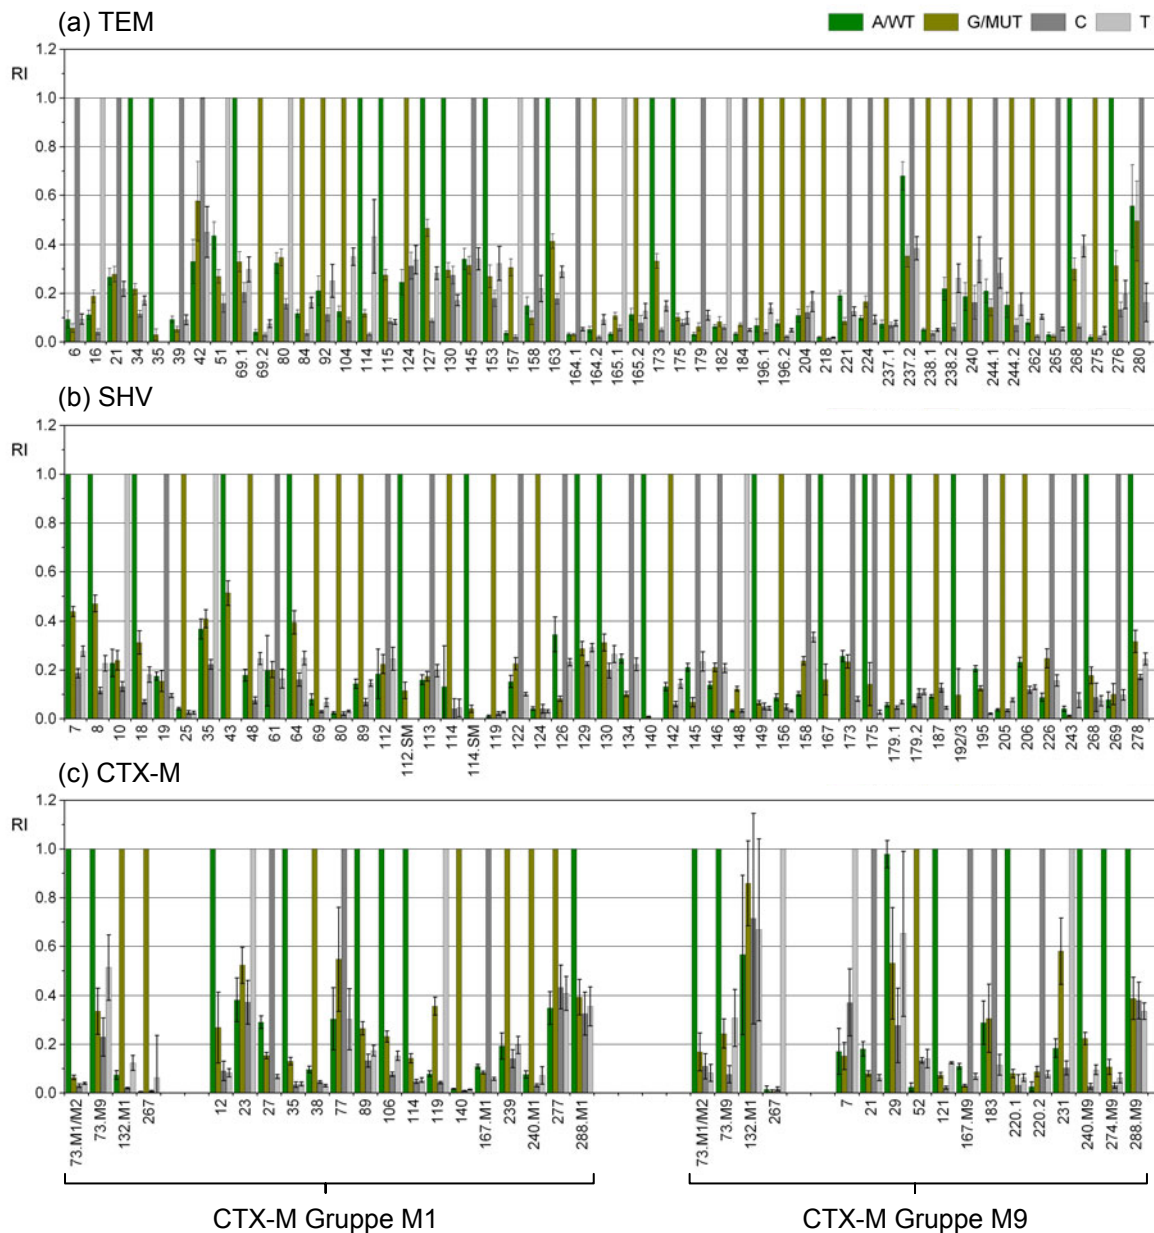 (a) TEM
A/WT G/MUT C T
1.2
RI
1.0
0.8
0.6
0.4
0.2
0.0
6 16 21 34 35 39 42 51 69.1 69.2 80 84 92 104 114 115 124 127 130 145 153 157 158 163 164.1 164.2 165.1 165.2 173 175 179 182 184 196.1 196.2 204 218 221 224 237.1 237.2 238.1 238.2 240 244.1 244.2 262 265 268 275 276 280
(b) SHV
1.2
RI
1.0
0.8
0.6
0.4
0.2
0.0
7 8 10 18 19 25 35 43 48 61 64 69 80 89 112 112.SM 113 114 114.SM 119 122 124 126 129 130 134 140 142 145 146 148 149 156 158 167 173 175 179.1 179.2 187 192/3 195 205 206 226 243 268 269 278
(c) CTX-M
1.2
RI
1.0
0.8
0.6
0.4
0.2
0.0
73.M1/M2 73.M9 132.M1 267 12 23 27 35 38 77 89 106 114 119 140 167.M1 239 240.M1 277 288.M1 73.M1/M2 73.M9 132.M1 267 7 21 29 52 121 167.M9 183 220.1 220.2 231 240.M9 274.M9 288.M9
CTX-M Gruppe M1 CTX-M Gruppe M9